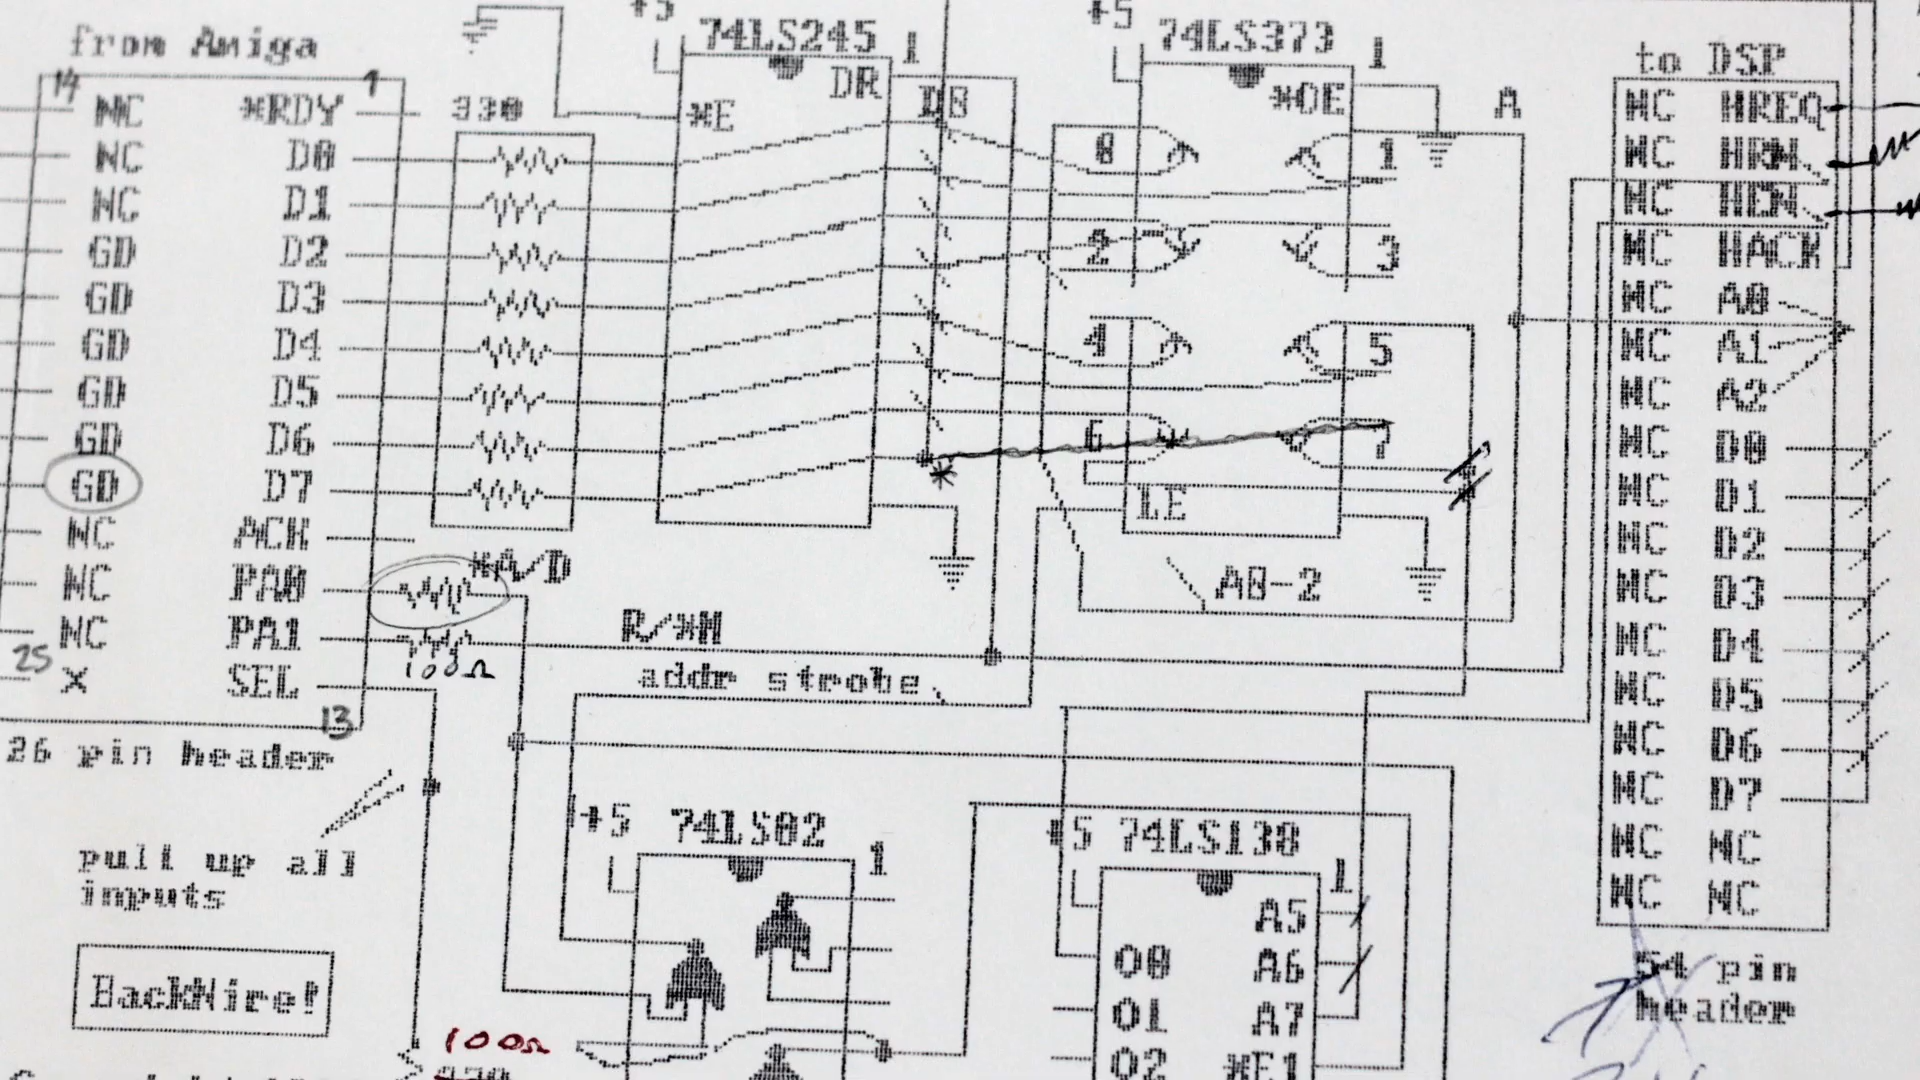 from Amiga
14 1
NC *RDY
NC D0
NC D1
GD D2
GD D3
GD D4
GD D5
GD D6
GD D7
NC ACK
NC PA0
NC PA1
25 X SEL
13
26 pin header
pull up all
inputs
BackWire!
330
*A/D
100Ω
R/*W
addr strobe
+5 74LS245 1
DR
*E
DB
+5 74LS373 1
*OE
0 1
2 3
4 5
6 7
*
LE
A
A0-2
to DSP
NC HREQ
NC HRW
NC HEN
NC HACK
NC A0
NC A1
NC A2
NC D0
NC D1
NC D2
NC D3
NC D4
NC D5
NC D6
NC D7
NC NC
NC NC
54 pin
header
+5 74LS02 1
100Ω
+5 74LS138 1
A5
O0 A6
O1 A7
O2 *E1